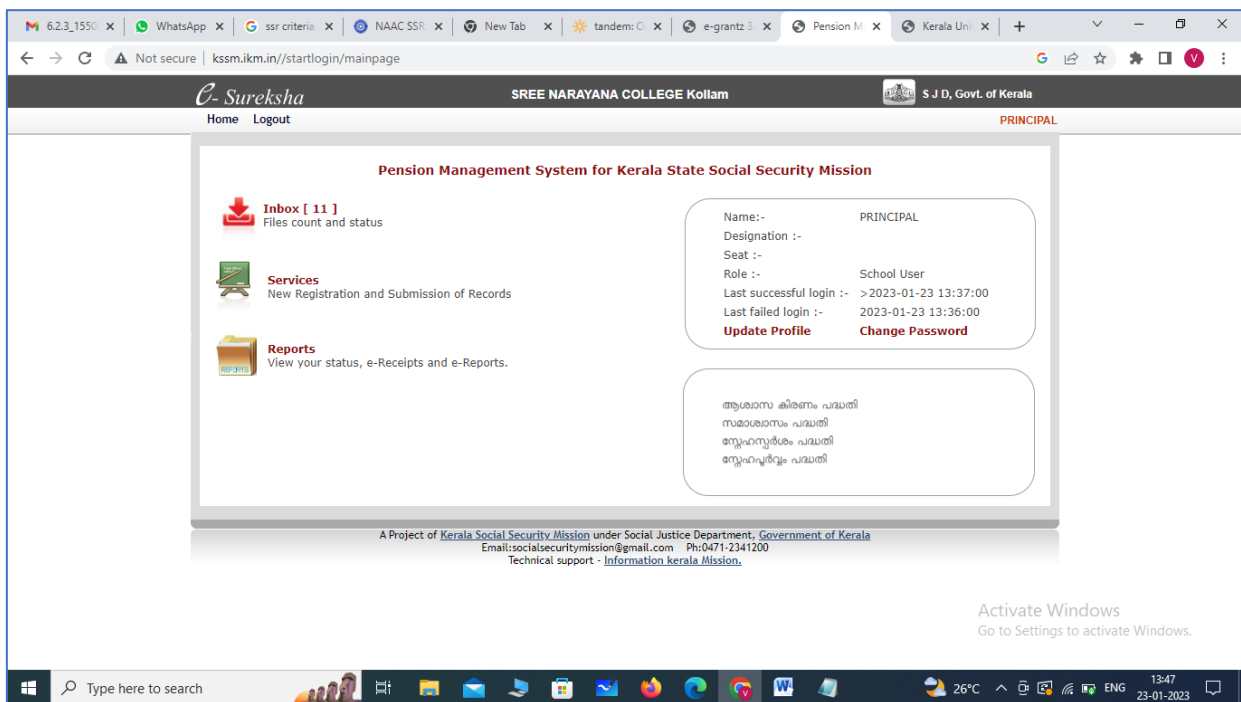 6.2.3_1550 WhatsApp ssr criteria NAAC SSR New Tab tandem: O e-grantz 3 Pension M Kerala Uni
Not secure kssm.ikm.in//startlogin/mainpage
e- Sureksha SREE NARAYANA COLLEGE Kollam S J D, Govt. of Kerala
Home Logout PRINCIPAL
Pension Management System for Kerala State Social Security Mission
Inbox [ 11 ]
Files count and status
Services
New Registration and Submission of Records
Reports
View your status, e-Receipts and e-Reports.
REPORTS
Name:- PRINCIPAL
Designation :-
Seat :-
Role :- School User
Last successful login :- >2023-01-23 13:37:00
Last failed login :- 2023-01-23 13:36:00
Update Profile Change Password
ആശ്വാസ കിരണം പദ്ധതി
സമാശ്വാസം പദ്ധതി
സ്നേഹസ്പർശം പദ്ധതി
സ്നേഹപൂർവ്വം പദ്ധതി
A Project of Kerala Social Security Mission under Social Justice Department, Government of Kerala
Email:socialsecuritymission@gmail.com Ph:0471-2341200
Technical support - Information kerala Mission.
Activate Windows
Go to Settings to activate Windows.
Type here to search 26°C ENG 13:47
23-01-2023